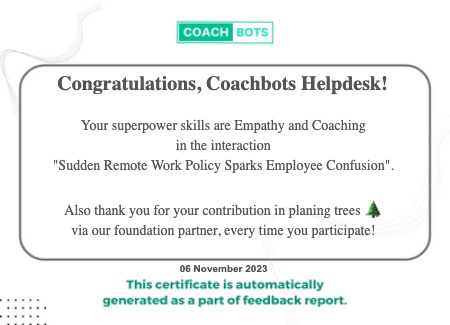 COACH BOTS
Congratulations, Coachbots Helpdesk!
Your superpower skills are Empathy and Coaching
in the interaction
"Sudden Remote Work Policy Sparks Employee Confusion".
Also thank you for your contribution in planing trees 🌲
via our foundation partner, every time you participate!
06 November 2023
This certificate is automatically
generated as a part of feedback report.